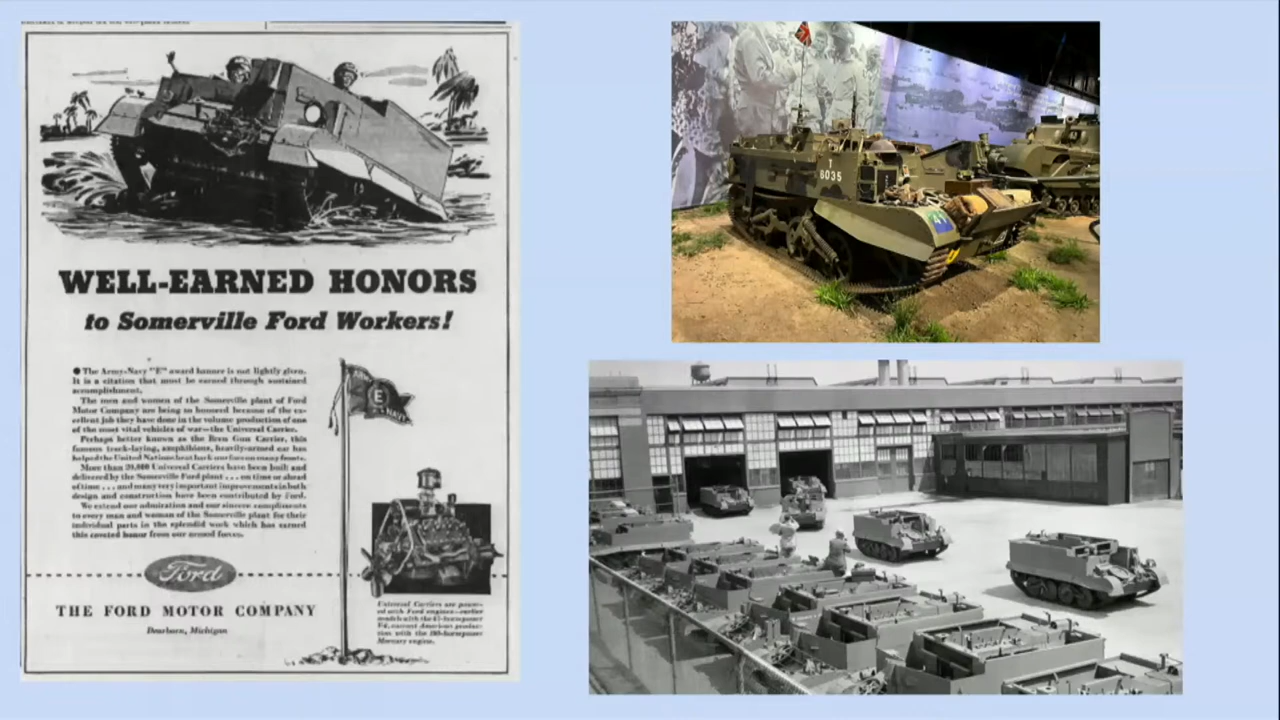 WELL-EARNED HONORS
to Somerville Ford Workers!
The Army-Navy "E" award banner is not lightly given.
It is a citation that must be earned through sustained
accomplishment.
The men and women of the Somerville plant of Ford
Motor Company are being so honored because of the ex-
cellent job they have done in the volume production of one
of the most vital vehicles of war—the Universal Carrier.
Perhaps better known as the Bren Gun Carrier, this
famous track-laying, amphibious, heavily-armed car has
helped the United Nations beat back our foes on many fronts.
More than 20,000 Universal Carriers have been built and
delivered by the Somerville Ford plant . . . on time or ahead
of time . . . and many very important improvements in both
design and construction have been contributed by Ford.
We extend our admiration and our sincere compliments
to every man and woman of the Somerville plant for their
individual parts in the splendid work which has earned
this coveted honor from our armed forces.
E
NAVY
Ford
THE FORD MOTOR COMPANY
Dearborn, Michigan
Universal Carriers are power-
ed with Ford engines—earlier
models with the
V-8, current American produc-
tion with the
Mercury engine.
T
6035